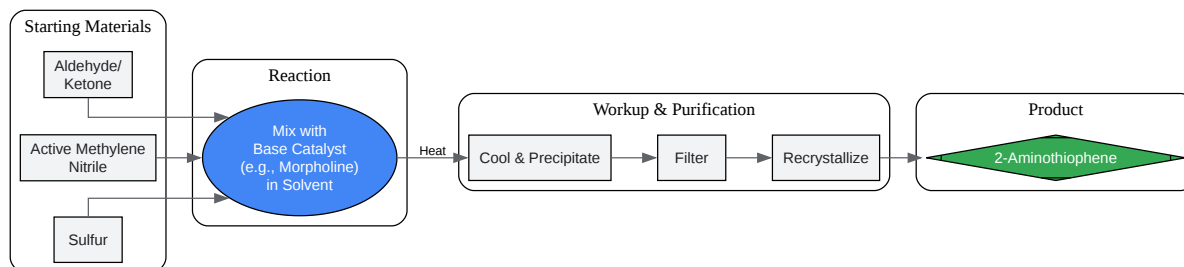 Starting Materials
Aldehyde/
Ketone
Active Methylene
Nitrile
Sulfur
Reaction
Mix with
Base Catalyst
(e.g., Morpholine)
in Solvent
Heat
Workup & Purification
Cool & Precipitate
Filter
Recrystallize
Product
2-Aminothiophene